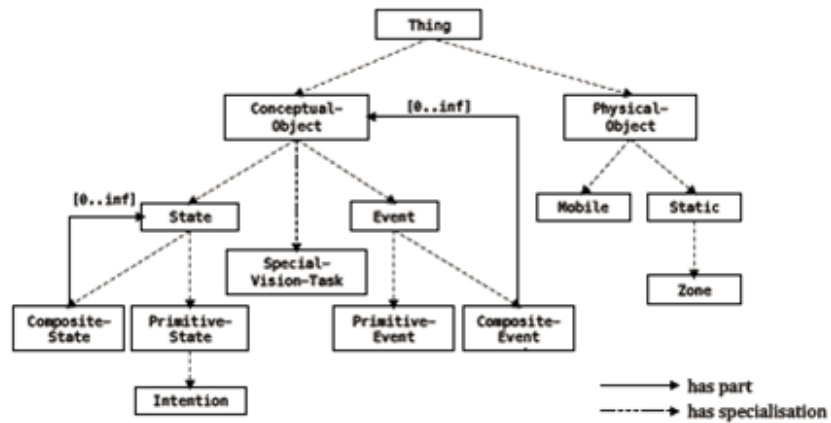 Thing
Conceptual-
Object
[0..inf]
Physical-
Object
[0..inf]
State
Event
Mobile
Static
Special-
Vision-Task
Zone
Composite-
State
Primitive-
State
Primitive-
Event
Composite-
Event
Intention
has part
has specialisation